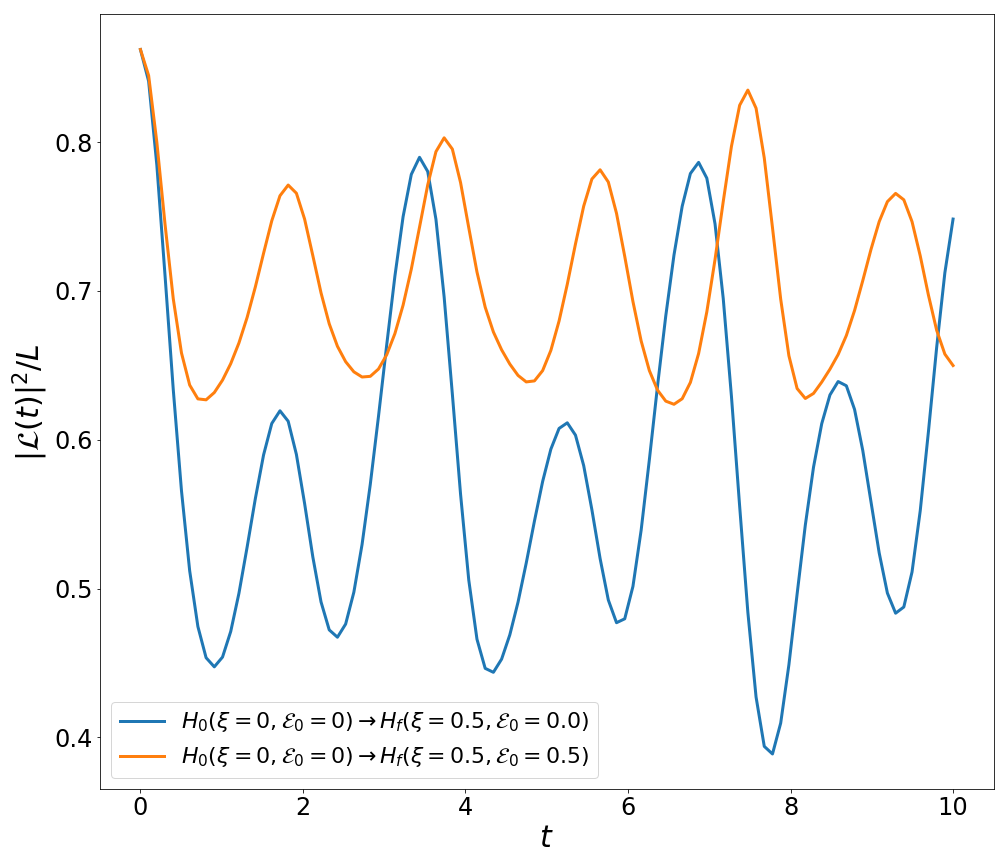 |ℒ(t)|²/L
0.8
0.7
0.6
0.5
0.4
H₀(ξ = 0, ℰ₀ = 0) → H_f(ξ = 0.5, ℰ₀ = 0.0)
H₀(ξ = 0, ℰ₀ = 0) → H_f(ξ = 0.5, ℰ₀ = 0.5)
0 2 4 6 8 10
t